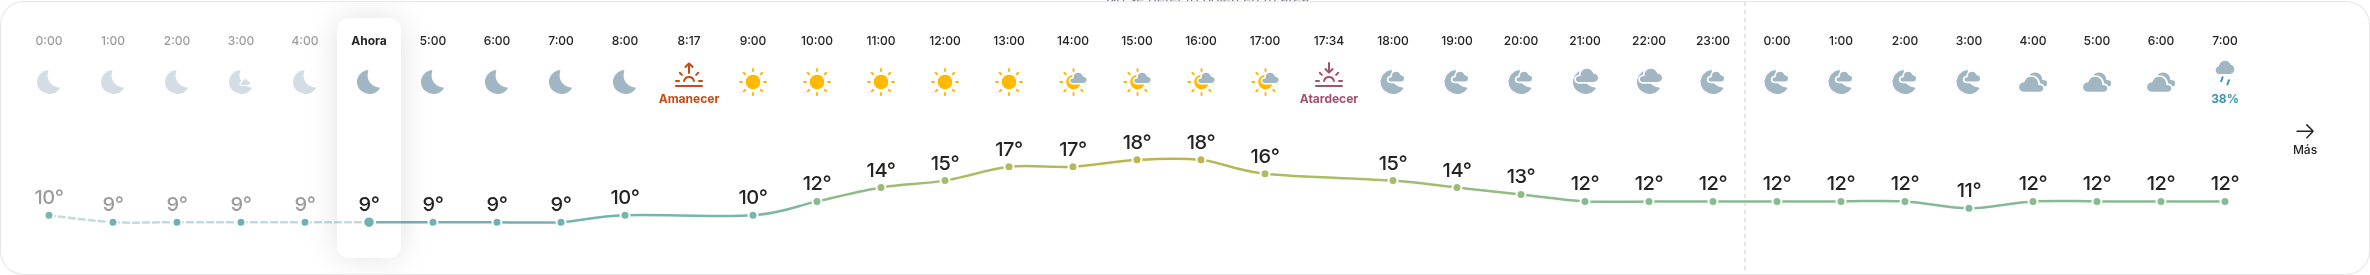 0:00 1:00 2:00 3:00 4:00 Ahora 5:00 6:00 7:00 8:00 8:17 9:00 10:00 11:00 12:00 13:00 14:00 15:00 16:00 17:00 17:34 18:00 19:00 20:00 21:00 22:00 23:00 0:00 1:00 2:00 3:00 4:00 5:00 6:00 7:00
Amanecer Atardecer 38%
10° 9° 9° 9° 9° 9° 9° 9° 9° 10° 10° 12° 14° 15° 17° 17° 18° 18° 16° 15° 14° 13° 12° 12° 12° 12° 12° 12° 11° 12° 12° 12° 12°
Más